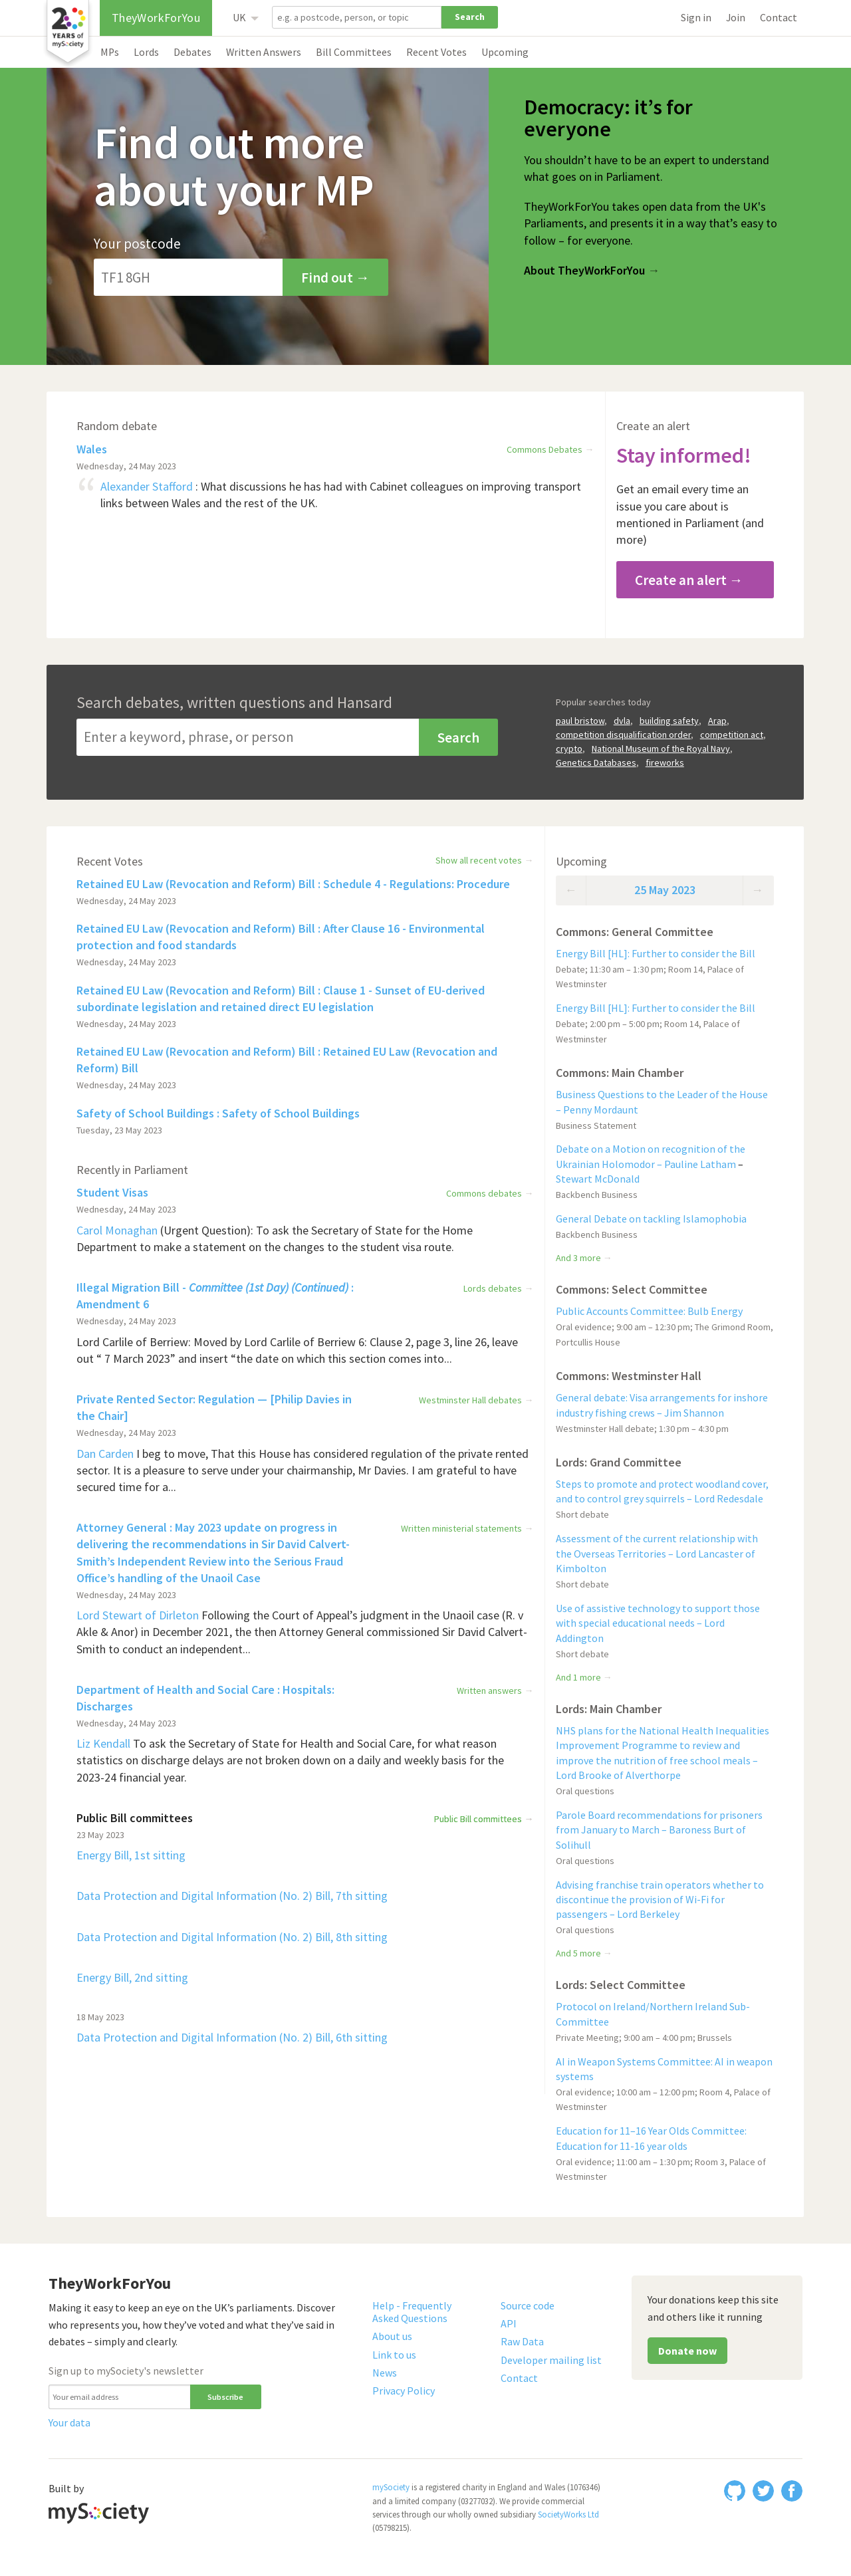 20
YEARS of
mySociety
TheyWorkForYou
UK
e.g. a postcode, person, or topic
Search
Sign in
Join
Contact
MPs
Lords
Debates
Written Answers
Bill Committees
Recent Votes
Upcoming
Find out more
about your MP
Your postcode
TF1 8GH
Find out →
Democracy: it’s for
everyone
You shouldn’t have to be an expert to understand
what goes on in Parliament.
TheyWorkForYou takes open data from the UK's
Parliaments, and presents it in a way that’s easy to
follow – for everyone.
About TheyWorkForYou →
Random debate
Wales
Commons Debates →
Wednesday, 24 May 2023
“ Alexander Stafford : What discussions he has had with Cabinet colleagues on improving transport
links between Wales and the rest of the UK.
Create an alert
Stay informed!
Get an email every time an
issue you care about is
mentioned in Parliament (and
more)
Create an alert →
Search debates, written questions and Hansard
Enter a keyword, phrase, or person
Search
Popular searches today
paul bristow, dvla, building safety, Arap,
competition disqualification order, competition act,
crypto, National Museum of the Royal Navy,
Genetics Databases, fireworks
Recent Votes
Show all recent votes →
Retained EU Law (Revocation and Reform) Bill : Schedule 4 - Regulations: Procedure
Wednesday, 24 May 2023
Retained EU Law (Revocation and Reform) Bill : After Clause 16 - Environmental
protection and food standards
Wednesday, 24 May 2023
Retained EU Law (Revocation and Reform) Bill : Clause 1 - Sunset of EU-derived
subordinate legislation and retained direct EU legislation
Wednesday, 24 May 2023
Retained EU Law (Revocation and Reform) Bill : Retained EU Law (Revocation and
Reform) Bill
Wednesday, 24 May 2023
Safety of School Buildings : Safety of School Buildings
Tuesday, 23 May 2023
Recently in Parliament
Student Visas
Commons debates →
Wednesday, 24 May 2023
Carol Monaghan (Urgent Question): To ask the Secretary of State for the Home
Department to make a statement on the changes to the student visa route.
Illegal Migration Bill - Committee (1st Day) (Continued) :
Amendment 6
Lords debates →
Wednesday, 24 May 2023
Lord Carlile of Berriew: Moved by Lord Carlile of Berriew 6: Clause 2, page 3, line 26, leave
out “ 7 March 2023” and insert “the date on which this section comes into...
Private Rented Sector: Regulation — [Philip Davies in
the Chair]
Westminster Hall debates →
Wednesday, 24 May 2023
Dan Carden I beg to move, That this House has considered regulation of the private rented
sector. It is a pleasure to serve under your chairmanship, Mr Davies. I am grateful to have
secured time for a...
Attorney General : May 2023 update on progress in
delivering the recommendations in Sir David Calvert-
Smith’s Independent Review into the Serious Fraud
Office’s handling of the Unaoil Case
Written ministerial statements →
Wednesday, 24 May 2023
Lord Stewart of Dirleton Following the Court of Appeal’s judgment in the Unaoil case (R. v
Akle & Anor) in December 2021, the then Attorney General commissioned Sir David Calvert-
Smith to conduct an independent...
Department of Health and Social Care : Hospitals:
Discharges
Written answers →
Wednesday, 24 May 2023
Liz Kendall To ask the Secretary of State for Health and Social Care, for what reason
statistics on discharge delays are not broken down on a daily and weekly basis for the
2023-24 financial year.
Public Bill committees
Public Bill committees →
23 May 2023
Energy Bill, 1st sitting
Data Protection and Digital Information (No. 2) Bill, 7th sitting
Data Protection and Digital Information (No. 2) Bill, 8th sitting
Energy Bill, 2nd sitting
18 May 2023
Data Protection and Digital Information (No. 2) Bill, 6th sitting
Upcoming
← 25 May 2023 →
Commons: General Committee
Energy Bill [HL]: Further to consider the Bill
Debate; 11:30 am – 1:30 pm; Room 14, Palace of
Westminster
Energy Bill [HL]: Further to consider the Bill
Debate; 2:00 pm – 5:00 pm; Room 14, Palace of
Westminster
Commons: Main Chamber
Business Questions to the Leader of the House
– Penny Mordaunt
Business Statement
Debate on a Motion on recognition of the
Ukrainian Holomodor – Pauline Latham –
Stewart McDonald
Backbench Business
General Debate on tackling Islamophobia
Backbench Business
And 3 more →
Commons: Select Committee
Public Accounts Committee: Bulb Energy
Oral evidence; 9:00 am – 12:30 pm; The Grimond Room,
Portcullis House
Commons: Westminster Hall
General debate: Visa arrangements for inshore
industry fishing crews – Jim Shannon
Westminster Hall debate; 1:30 pm – 4:30 pm
Lords: Grand Committee
Steps to promote and protect woodland cover,
and to control grey squirrels – Lord Redesdale
Short debate
Assessment of the current relationship with
the Overseas Territories – Lord Lancaster of
Kimbolton
Short debate
Use of assistive technology to support those
with special educational needs – Lord
Addington
Short debate
And 1 more →
Lords: Main Chamber
NHS plans for the National Health Inequalities
Improvement Programme to review and
improve the nutrition of free school meals –
Lord Brooke of Alverthorpe
Oral questions
Parole Board recommendations for prisoners
from January to March – Baroness Burt of
Solihull
Oral questions
Advising franchise train operators whether to
discontinue the provision of Wi-Fi for
passengers – Lord Berkeley
Oral questions
And 5 more →
Lords: Select Committee
Protocol on Ireland/Northern Ireland Sub-
Committee
Private Meeting; 9:00 am – 4:00 pm; Brussels
AI in Weapon Systems Committee: AI in weapon
systems
Oral evidence; 10:00 am – 12:00 pm; Room 4, Palace of
Westminster
Education for 11–16 Year Olds Committee:
Education for 11-16 year olds
Oral evidence; 11:00 am – 1:30 pm; Room 3, Palace of
Westminster
TheyWorkForYou
Making it easy to keep an eye on the UK’s parliaments. Discover
who represents you, how they’ve voted and what they’ve said in
debates – simply and clearly.
Sign up to mySociety's newsletter
Your email address
Subscribe
Your data
Help - Frequently
Asked Questions
About us
Link to us
News
Privacy Policy
Source code
API
Raw Data
Developer mailing list
Contact
Your donations keep this site
and others like it running
Donate now
Built by
mySociety
mySociety is a registered charity in England and Wales (1076346)
and a limited company (03277032). We provide commercial
services through our wholly owned subsidiary SocietyWorks Ltd
(05798215).